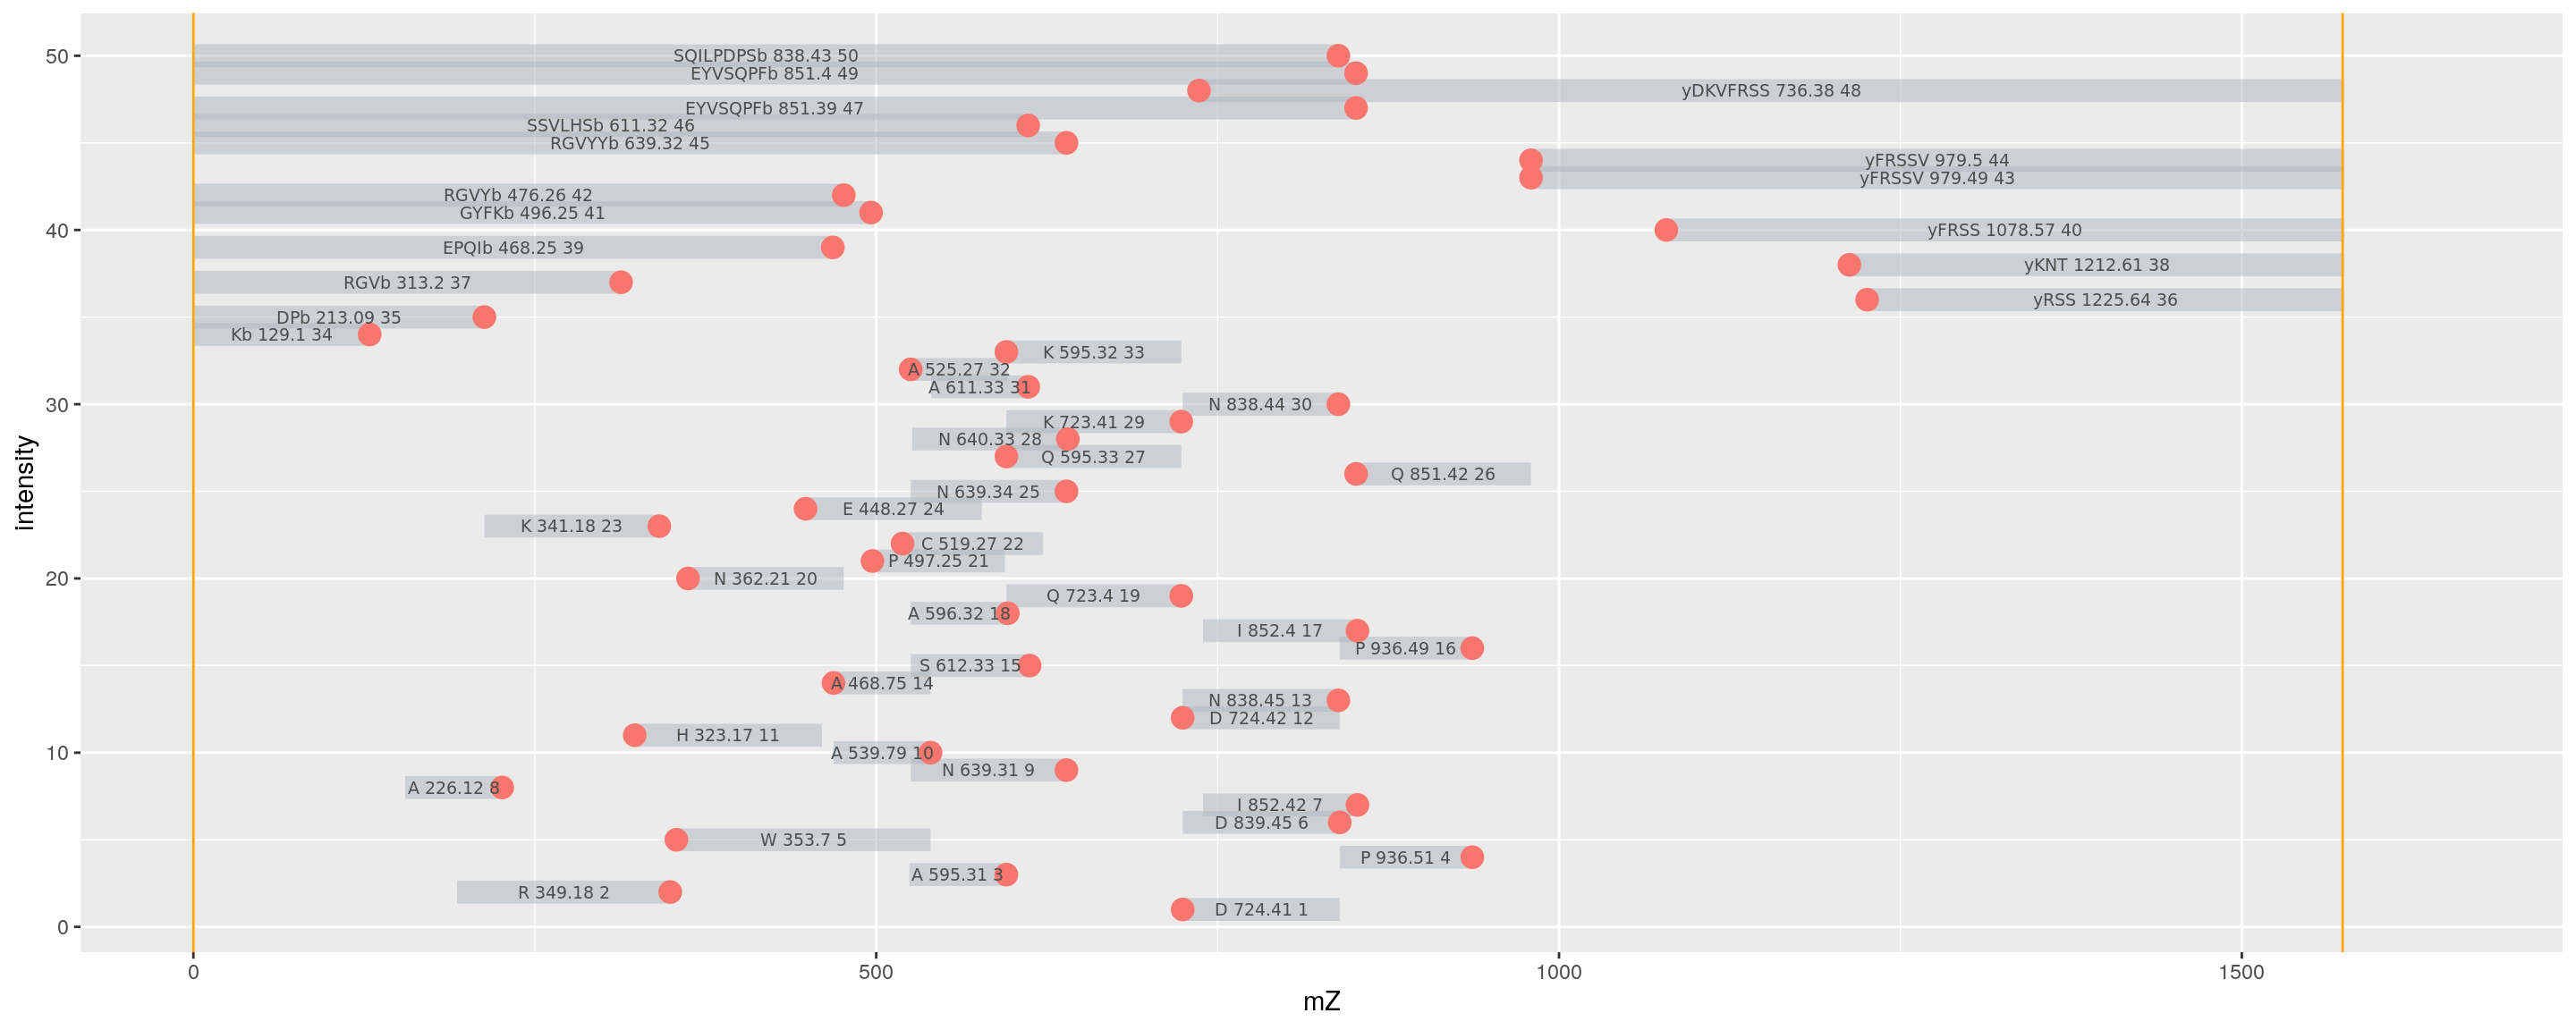 50
SQILPDPSb 838.43 50
EYVSQPFb 851.4 49
yDKVFRSS 736.38 48
EYVSQPFb 851.39 47
SSVLHSb 611.32 46
RGVYYb 639.32 45
yFRSSV 979.5 44
yFRSSV 979.49 43
RGVYb 476.26 42
GYFKb 496.25 41
40
yFRSS 1078.57 40
EPQIb 468.25 39
yKNT 1212.61 38
RGVb 313.2 37
yRSS 1225.64 36
DPb 213.09 35
Kb 129.1 34
K 595.32 33
A 525.27 32
A 611.33 31
30
N 838.44 30
K 723.41 29
N 640.33 28
Q 595.33 27
Q 851.42 26
N 639.34 25
E 448.27 24
K 341.18 23
C 519.27 22
P 497.25 21
20
N 362.21 20
Q 723.4 19
A 596.32 18
I 852.4 17
P 936.49 16
S 612.33 15
A 468.75 14
N 838.45 13
D 724.42 12
H 323.17 11
10
A 539.79 10
N 639.31 9
A 226.12 8
I 852.42 7
D 839.45 6
W 353.7 5
P 936.51 4
A 595.31 3
R 349.18 2
D 724.41 1
0
intensity
0 500 1000 1500
mZ